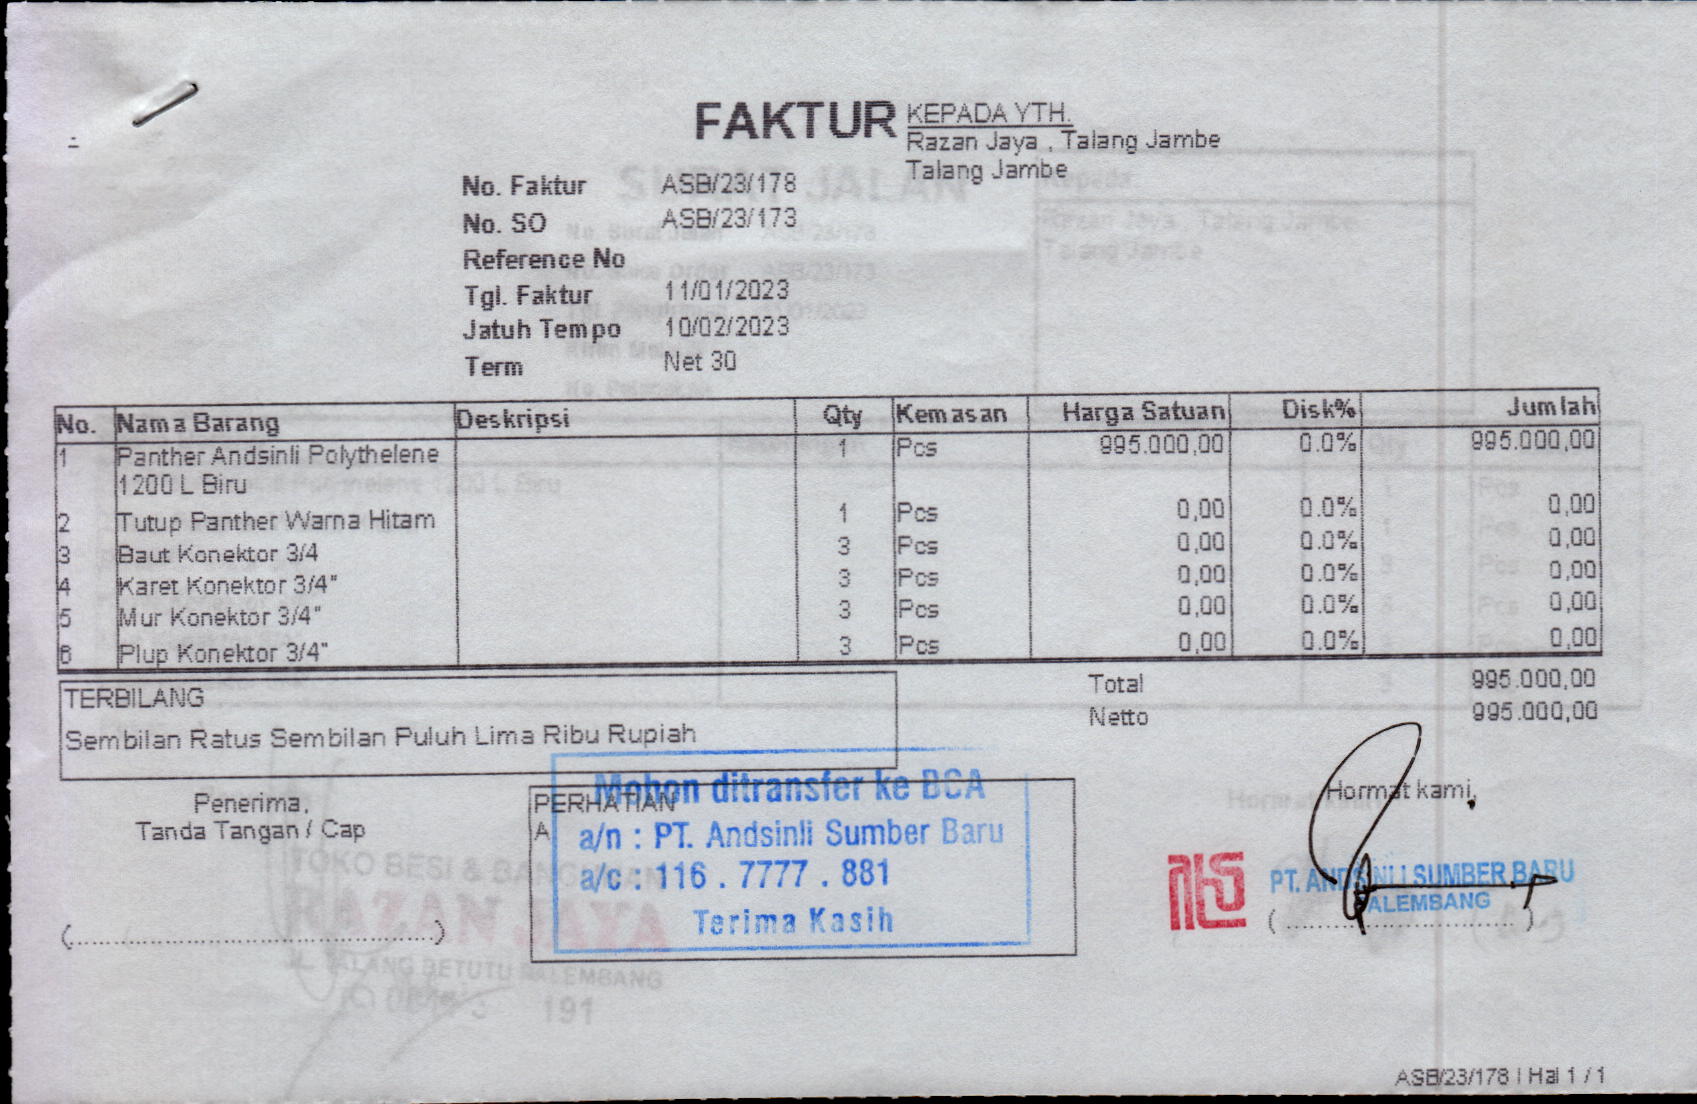 FAKTUR
KEPADA YTH.
Razan Jaya , Talang Jambe
Talang Jambe
No. Faktur ASB/23/178
No. SO ASB/23/173
Reference No
Tgl. Faktur 11/01/2023
Jatuh Tempo 10/02/2023
Term Net 30
No. Nama Barang Deskripsi Qty Kemasan Harga Satuan Disk% Jumlah
1 Panther Andsinli Polythelene 1 Pcs 995.000,00 0.0% 995.000,00
1200 L Biru
2 Tutup Panther Warna Hitam 1 Pcs 0,00 0.0% 0,00
3 Baut Konektor 3/4 3 Pcs 0,00 0.0% 0,00
4 Karet Konektor 3/4" 3 Pcs 0,00 0.0% 0,00
5 Mur Konektor 3/4" 3 Pcs 0,00 0.0% 0,00
6 Plup Konektor 3/4" 3 Pcs 0,00 0.0% 0,00
Total 995.000,00
Netto 995.000,00
TERBILANG
Sembilan Ratus Sembilan Puluh Lima Ribu Rupiah
Penerima,
Tanda Tangan / Cap
(....................................)
PERHATIAN
A
Mohon ditransfer ke BCA
a/n : PT. Andsinli Sumber Baru
a/c : 116 . 7777 . 881
Terima Kasih
Hormat kami,
PT. ANDSINLI SUMBER BARU
PALEMBANG
(............................)
TOKO BESI & BANGUNAN
RAZAN JAYA
TALANG BETUTU PALEMBANG
191
SURAT JALAN
Kepada
Razan Jaya , Talang Jambe
Talang Jambe
ASB/23/178 | Hal 1 / 1